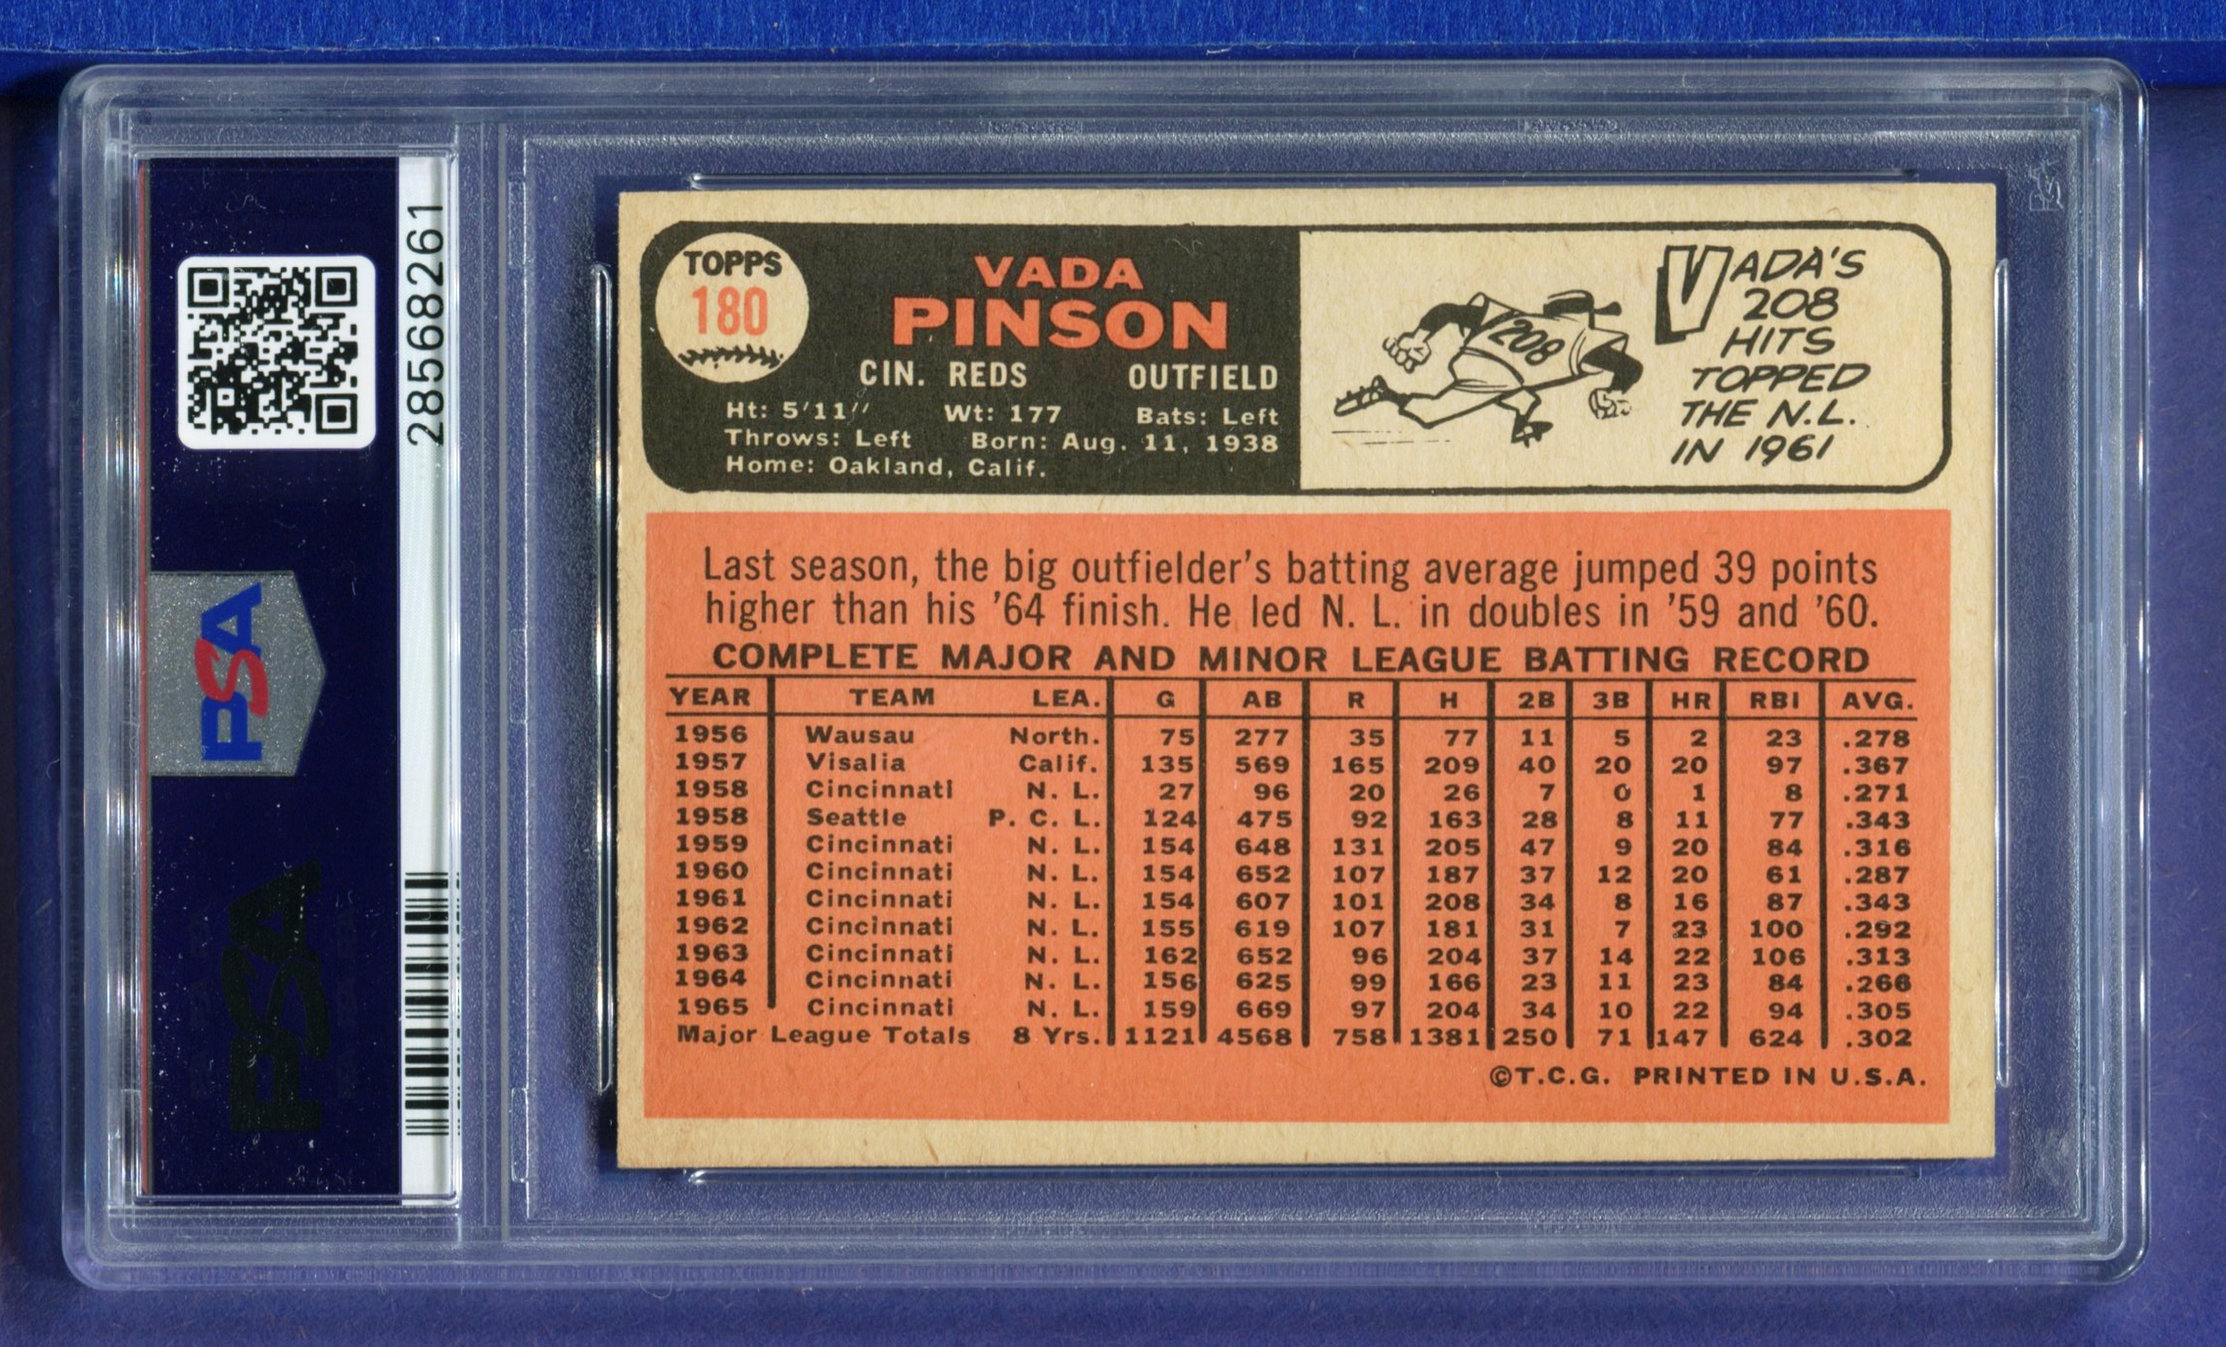 28568261
PSA
PSA
TOPPS
180
VADA
PINSON
CIN. REDS OUTFIELD
Ht: 5'11" Wt: 177 Bats: Left
Throws: Left Born: Aug. 11, 1938
Home: Oakland, Calif.
208
VADA'S
208
HITS
TOPPED
THE N.L.
IN 1961
Last season, the big outfielder's batting average jumped 39 points
higher than his '64 finish. He led N. L. in doubles in '59 and '60.
COMPLETE MAJOR AND MINOR LEAGUE BATTING RECORD
YEAR TEAM LEA. G AB R H 2B 3B HR RBI AVG.
1956 Wausau North. 75 277 35 77 11 5 2 23 .278
1957 Visalia Calif. 135 569 165 209 40 20 20 97 .367
1958 Cincinnati N. L. 27 96 20 26 7 0 1 8 .271
1958 Seattle P. C. L. 124 475 92 163 28 8 11 77 .343
1959 Cincinnati N. L. 154 648 131 205 47 9 20 84 .316
1960 Cincinnati N. L. 154 652 107 187 37 12 20 61 .287
1961 Cincinnati N. L. 154 607 101 208 34 8 16 87 .343
1962 Cincinnati N. L. 155 619 107 181 31 7 23 100 .292
1963 Cincinnati N. L. 162 652 96 204 37 14 22 106 .313
1964 Cincinnati N. L. 156 625 99 166 23 11 23 84 .266
1965 Cincinnati N. L. 159 669 97 204 34 10 22 94 .305
Major League Totals 8 Yrs. 1121 4568 758 1381 250 71 147 624 .302
©T.C.G. PRINTED IN U.S.A.